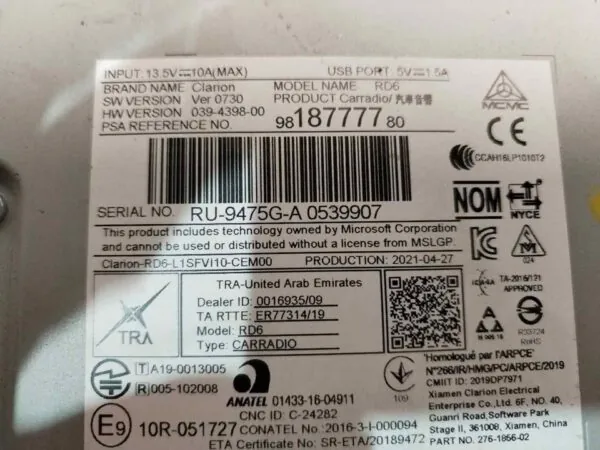 INPUT: 13.5V⎓10A(MAX) USB PORT: 5V⎓1.5A
BRAND NAME Clarion MODEL NAME RD6
SW VERSION Ver 0730 PRODUCT Carradio/汽車音響
HW VERSION 039-4398-00
PSA REFERENCE NO. 98 187777 80
MCMC
CE
CCAH16LP1010T2
SERIAL NO. RU-9475G-A 0539907
NOM
NYCE
This product includes technology owned by Microsoft Corporation
and cannot be used or distributed without a license from MSLGP.
024
Clarion-RD6-L1SFVI10-CEM00 PRODUCTION: 2021-04-27
TRA-United Arab Emirates
Dealer ID: 0016935/09
TA RTTE: ER77314/19
Model: RD6
Type: CARRADIO
TRA
TA-2016/121
APPROVED
R33724
RoHS
[T] A19-0013005
[R] 005-102008
ANATEL 01433-16-04911
109
'Homologué par l'ARPCE'
N°266/IR/HMG/PC/ARPCE/2019
CMIIT ID: 2019DP7971
Xiamen Clarion Electrical
Enterprise Co., Ltd. 6F, NO. 40,
Guanri Road,Software Park
Stage II, 361008, Xiamen, China
PART NO. 276-1866-02
CNC ID: C-24282
E9 10R-051727 CONATEL No.: 2016-3-I-000094
ETA Certificate No.: SR-ETA/20189472